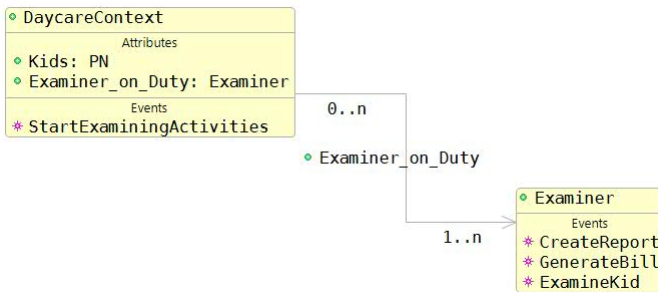 DaycareContext
Attributes
Kids: PN
Examiner_on_Duty: Examiner
Events
StartExaminingActivities
0..n
Examiner_on_Duty
1..n
Examiner
Events
CreateReport
GenerateBill
ExamineKid